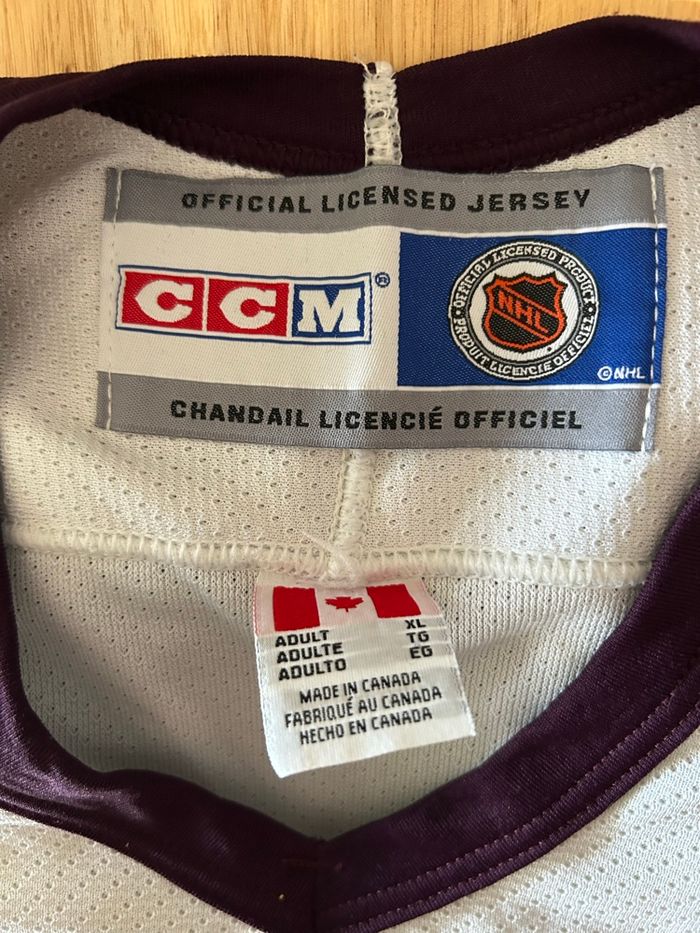 OFFICIAL LICENSED JERSEY
CCM®
OFFICIAL LICENSED PRODUCT
NHL
PRODUIT LICENCIE OFFICIEL
©NHL
CHANDAIL LICENCIÉ OFFICIEL
ADULT XL
ADULTE TG
ADULTO EG
MADE IN CANADA
FABRIQUÉ AU CANADA
HECHO EN CANADA